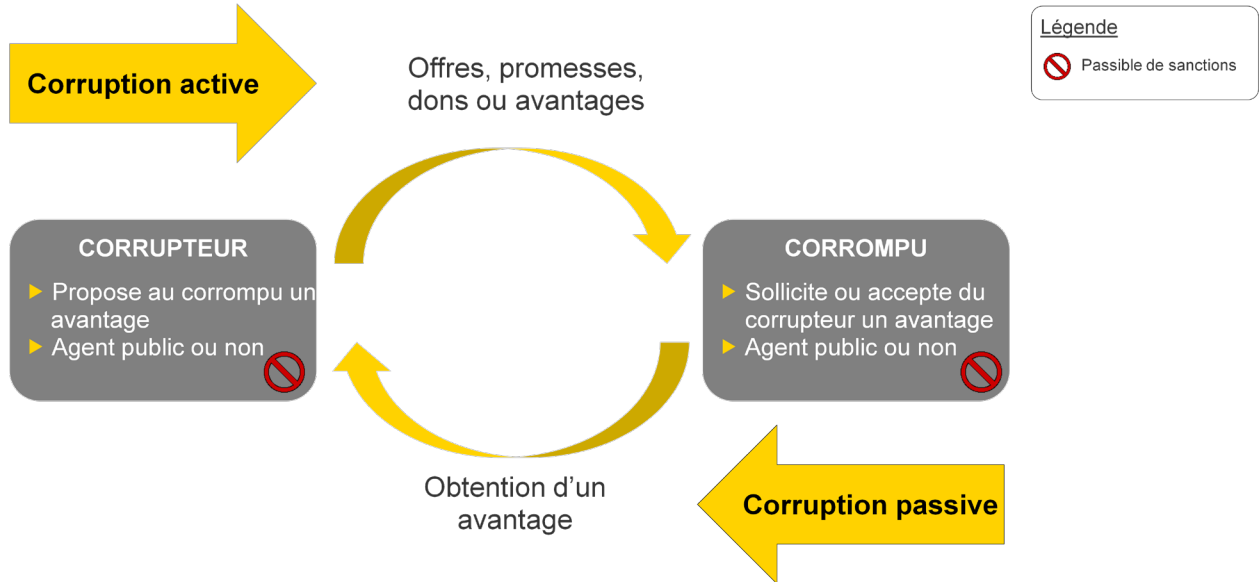 Corruption active
Offres, promesses,
dons ou avantages
Légende
Passible de sanctions
CORRUPTEUR
Propose au corrompu un
avantage
Agent public ou non
CORROMPU
Sollicite ou accepte du
corrupteur un avantage
Agent public ou non
Obtention d’un
avantage
Corruption passive